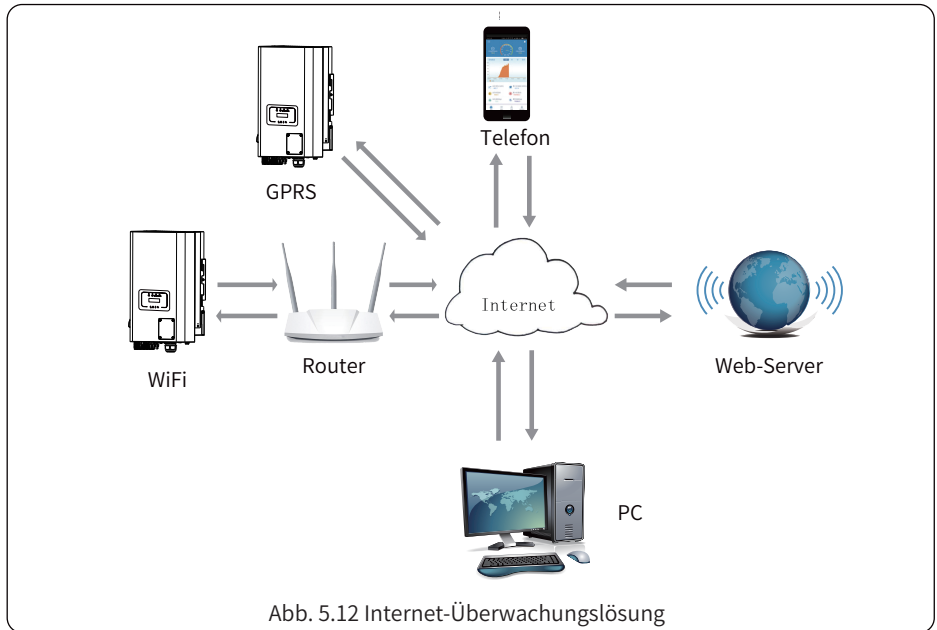 Telefon
GPRS
Internet
WiFi
Router
Web-Server
PC
Abb. 5.12 Internet-Überwachungslösung